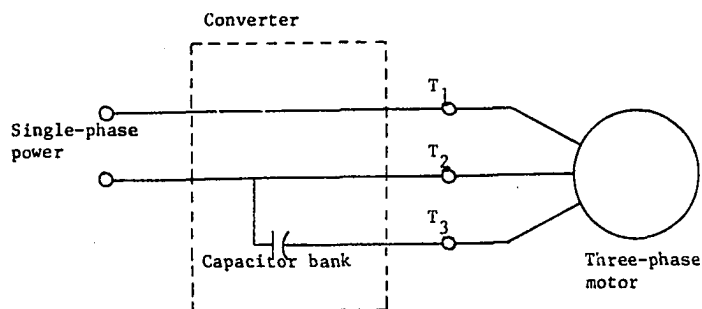 Converter
T1
Single-phase
power
T2
T3
Capacitor bank
Three-phase
motor